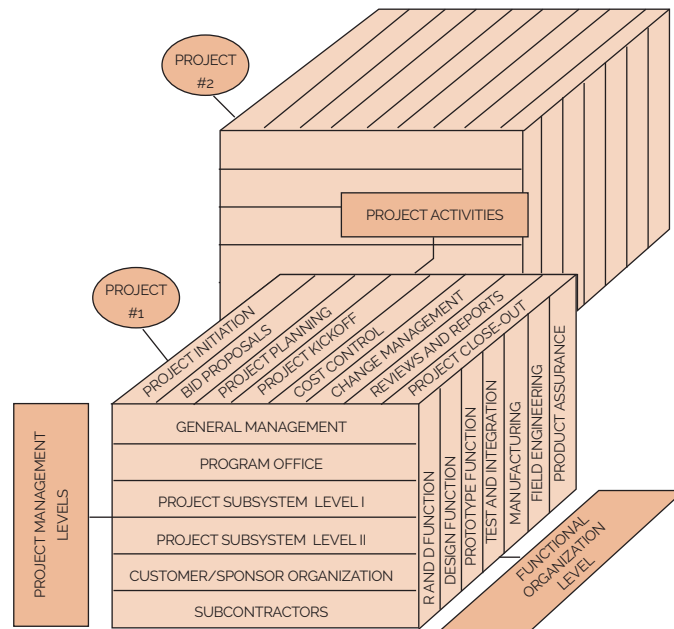 PROJECT
#2
PROJECT ACTIVITIES
PROJECT
#1
PROJECT INITIATION
BID PROPOSALS
PROJECT PLANNING
PROJECT KICKOFF
COST CONTROL
CHANGE MANAGEMENT
REVIEWS AND REPORTS
PROJECT CLOSE-OUT
PROJECT MANAGEMENT
LEVELS
GENERAL MANAGEMENT
PROGRAM OFFICE
PROJECT SUBSYSTEM LEVEL I
PROJECT SUBSYSTEM LEVEL II
CUSTOMER/SPONSOR ORGANIZATION
SUBCONTRACTORS
R AND D FUNCTION
DESIGN FUNCTION
PROTOTYPE FUNCTION
TEST AND INTEGRATION
MANUFACTURING
FIELD ENGINEERING
PRODUCT ASSURANCE
FUNCTIONAL
ORGANIZATION
LEVEL